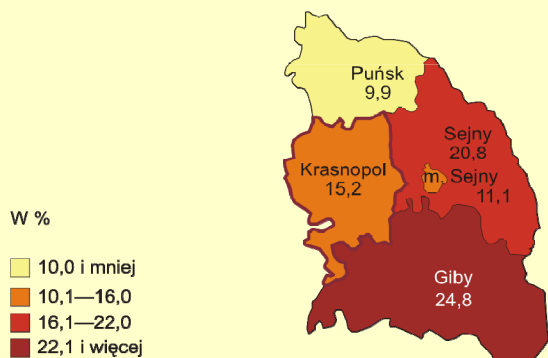 Puńsk
9,9
Sejny
20,8
Krasnopol
15,2
m Sejny
11,1
Giby
24,8
W %
10,0 i mniej
10,1—16,0
16,1—22,0
22,1 i więcej